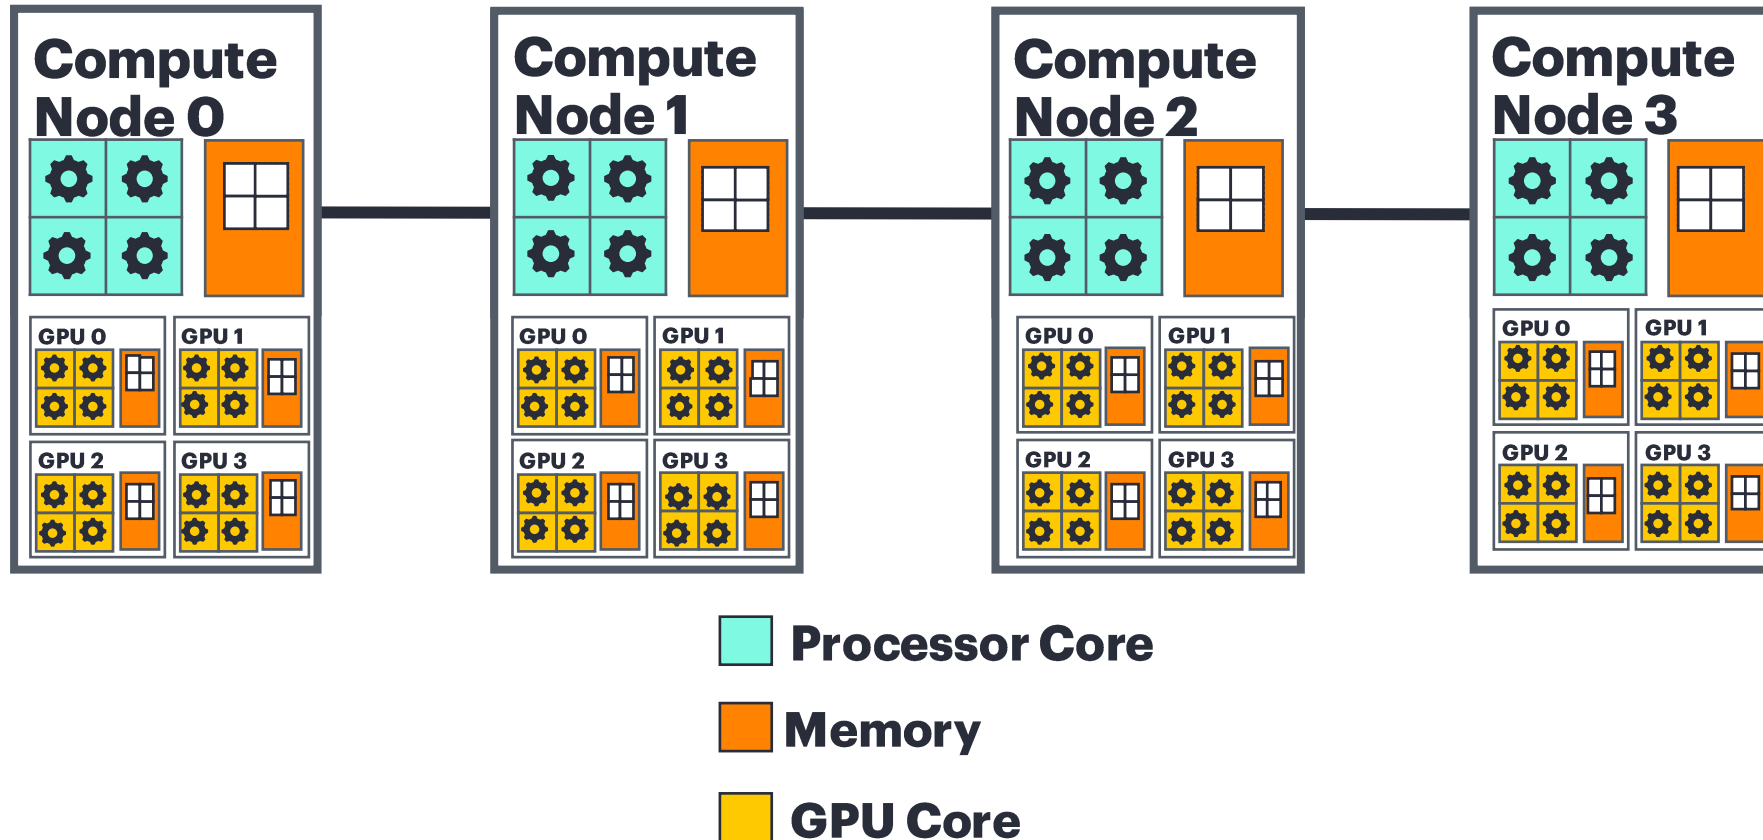 Compute
Node 0
GPU 0
GPU 1
GPU 2
GPU 3
Compute
Node 1
GPU 0
GPU 1
GPU 2
GPU 3
Compute
Node 2
GPU 0
GPU 1
GPU 2
GPU 3
Compute
Node 3
GPU 0
GPU 1
GPU 2
GPU 3
Processor Core
Memory
GPU Core